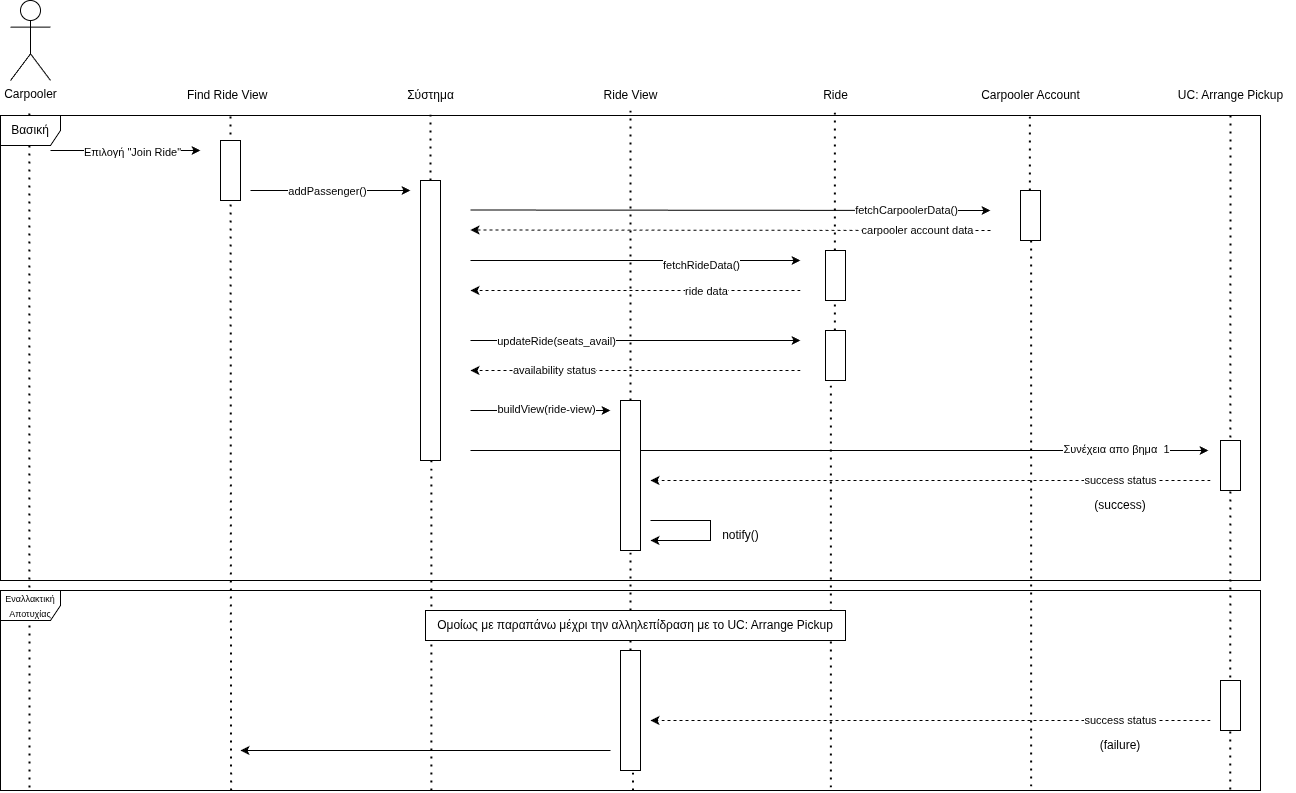 Carpooler
Find Ride View
Σύστημα
Ride View
Ride
Carpooler Account
UC: Arrange Pickup
Βασική
Επιλογή "Join Ride"
addPassenger()
fetchCarpoolerData()
carpooler account data
fetchRideData()
ride data
updateRide(seats_avail)
availability status
buildView(ride-view)
Συνέχεια απο βημα 1
success status
(success)
notify()
Εναλλακτική
Αποτυχίας
Ομοίως με παραπάνω μέχρι την αλληλεπίδραση με το UC: Arrange Pickup
success status
(failure)